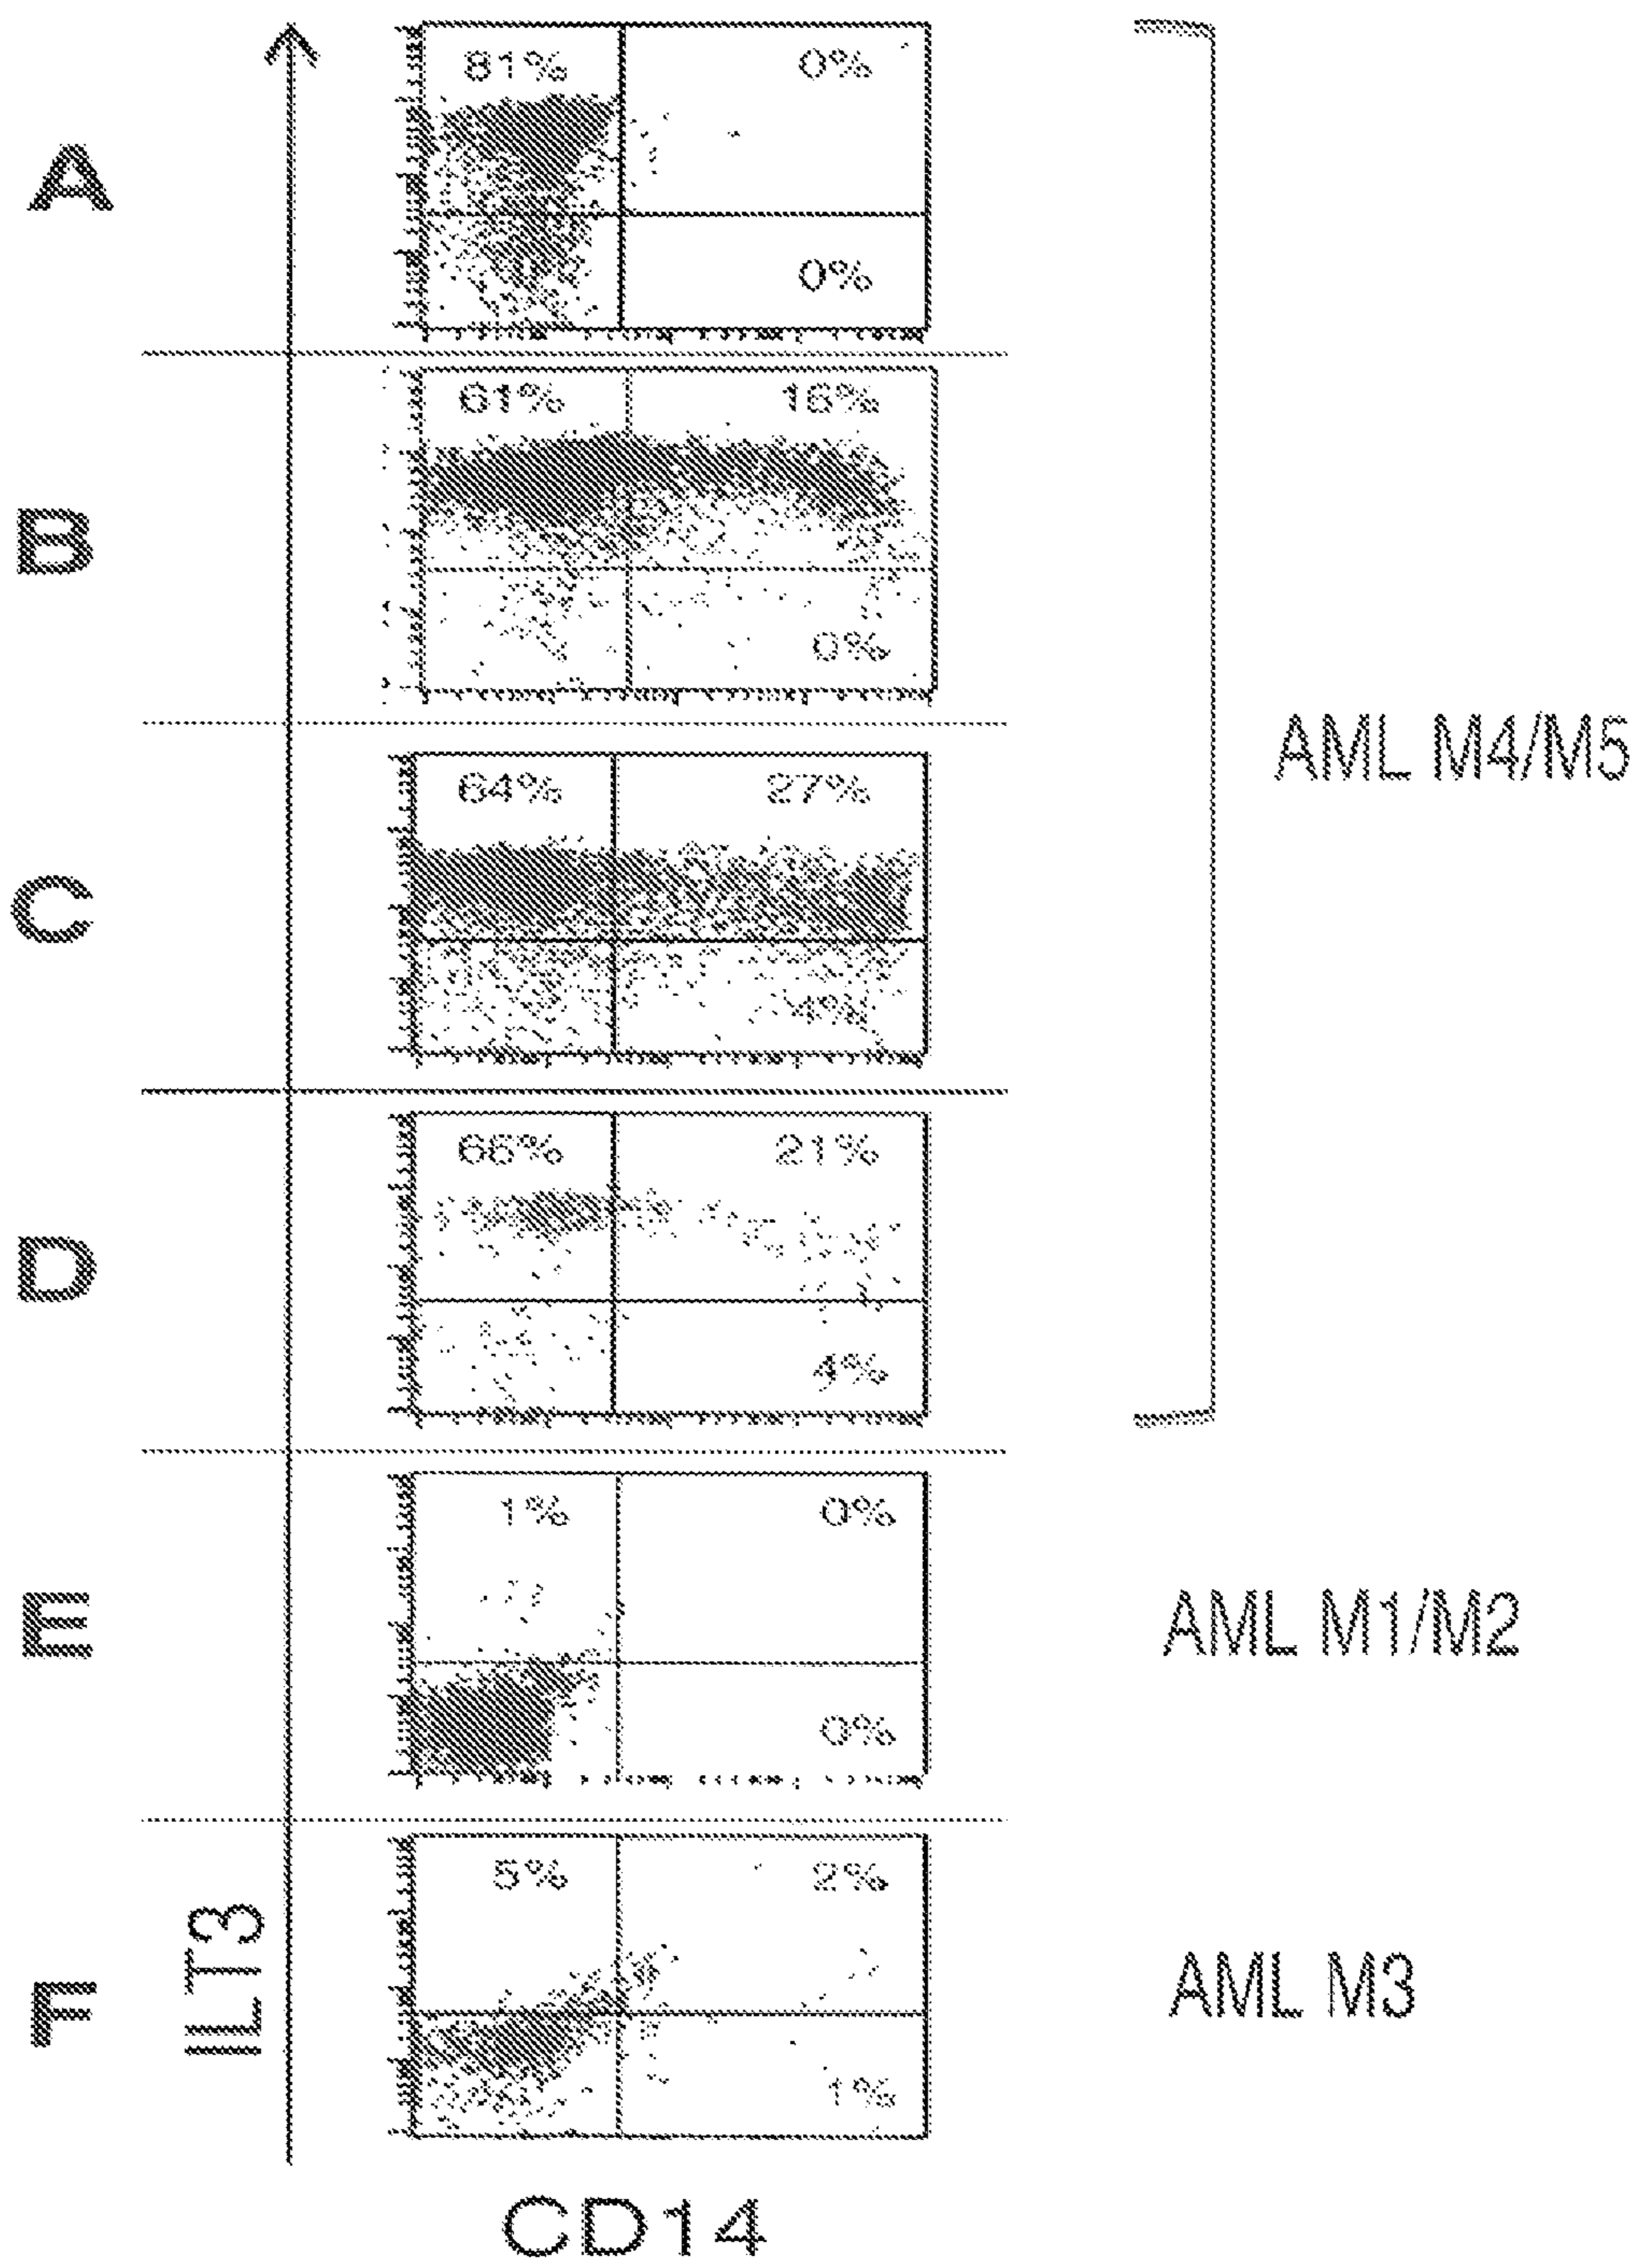 A
81% 0%
0%
B
61% 16%
0%
AML M4/M5
C
64% 27%
4%
D
66% 21%
4%
E
1% 0%
0%
AML M1/M2
F
5% 2%
1%
AML M3
ILT3
CD14